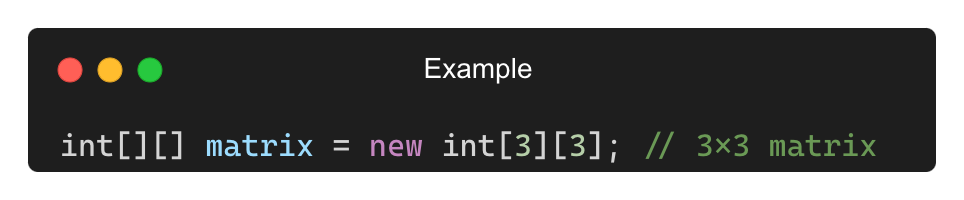 Example
int[][] matrix = new int[3][3]; // 3×3 matrix